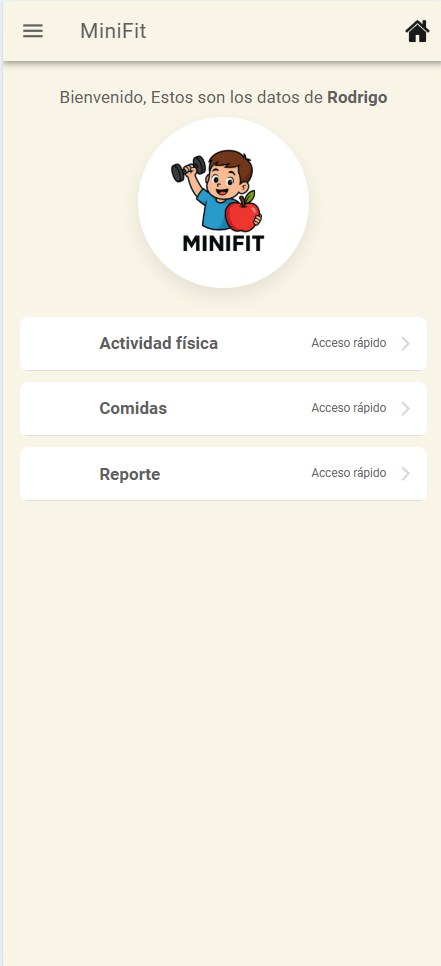 MiniFit
Bienvenido, Estos son los datos de Rodrigo
MINIFIT
Actividad física Acceso rápido
Comidas Acceso rápido
Reporte Acceso rápido